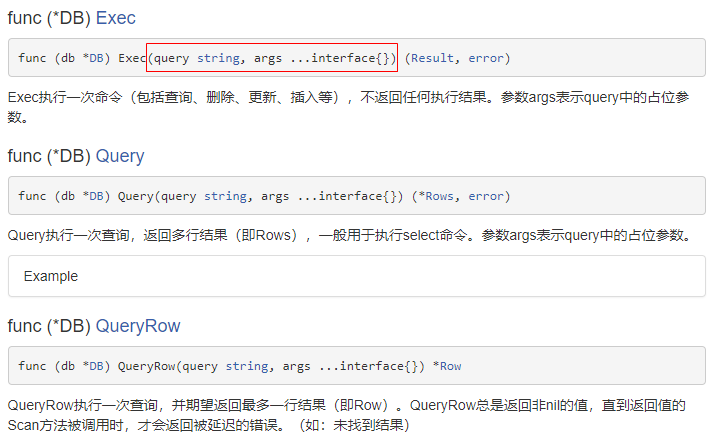 func (*DB) Exec
func (db *DB) Exec(query string, args ...interface{}) (Result, error)
Exec执行一次命令（包括查询、删除、更新、插入等），不返回任何执行结果。参数args表示query中的占位参
数。
func (*DB) Query
func (db *DB) Query(query string, args ...interface{}) (*Rows, error)
Query执行一次查询，返回多行结果（即Rows），一般用于执行select命令。参数args表示query中的占位参数。
Example
func (*DB) QueryRow
func (db *DB) QueryRow(query string, args ...interface{}) *Row
QueryRow执行一次查询，并期望返回最多一行结果（即Row）。QueryRow总是返回非nil的值，直到返回值的
Scan方法被调用时，才会返回被延迟的错误。（如：未找到结果）